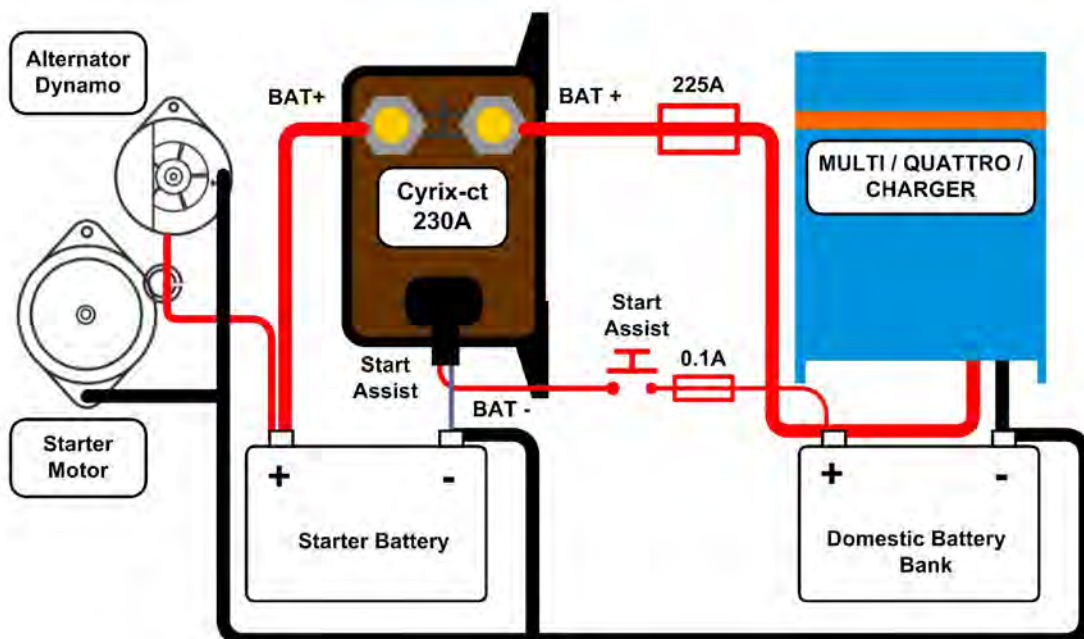 Alternator
Dynamo
BAT+
BAT +
225A
Cyrix-ct
230A
MULTI / QUATTRO /
CHARGER
Start
Assist
Start
Assist
0.1A
BAT -
Starter
Motor
+
-
Starter Battery
+
-
Domestic Battery
Bank